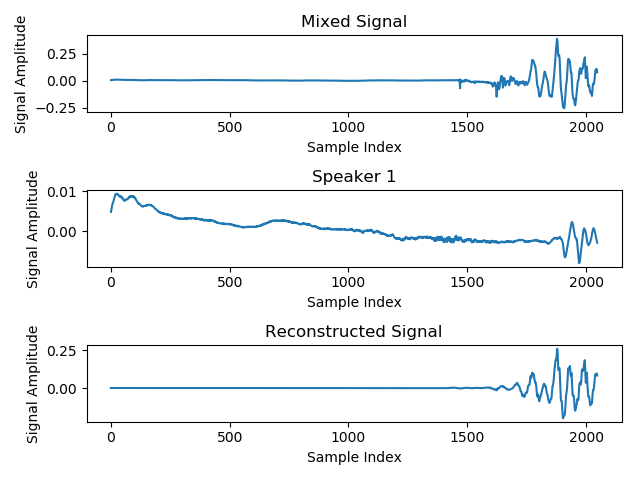 Mixed Signal
Signal Amplitude
0.25
0.00
−0.25
0
500
1000
1500
2000
Sample Index
Speaker 1
Signal Amplitude
0.01
0.00
0
500
1000
1500
2000
Sample Index
Reconstructed Signal
Signal Amplitude
0.25
0.00
0
500
1000
1500
2000
Sample Index